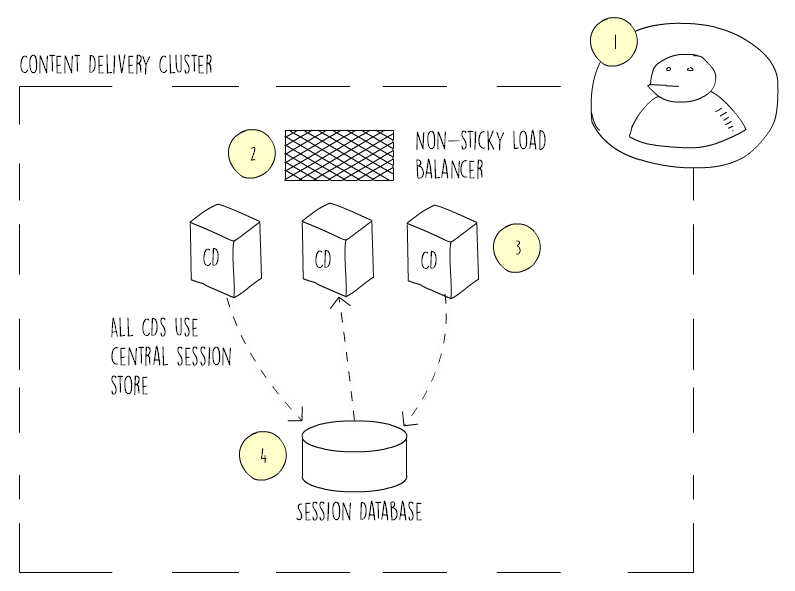 1
CONTENT DELIVERY CLUSTER
2
NON-STICKY LOAD
BALANCER
CD
CD
CD
3
ALL CDS USE
CENTRAL SESSION
STORE
4
SESSION DATABASE